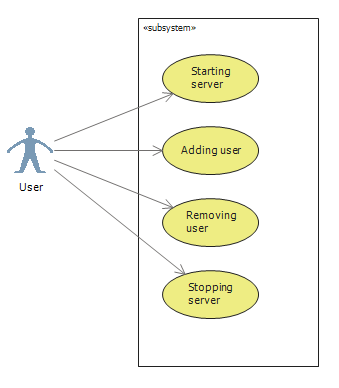 «subsystem»
Starting
server
Adding user
User
Removing
user
Stopping
server